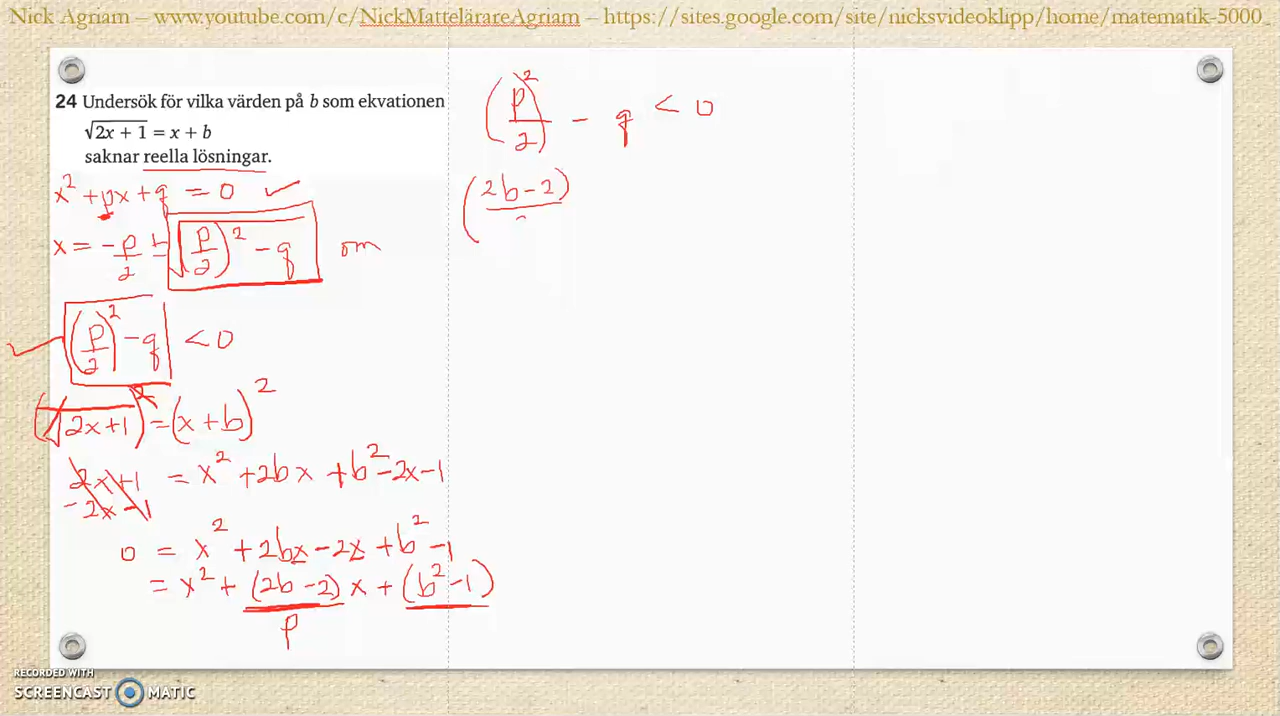 Nick Agnam – www.youtube.com/c/NickMattelärareAgnam – https://sites.google.com/site/nicksvideoklipp/home/matematik-5000
24 Undersök för vilka värden på b som ekvationen
√(2x + 1) = x + b
saknar reella lösningar.
x² + px + q = 0 ✓
x = -p/2 ± √((p/2)² - q) om
(p/2)² - q < 0
(√(2x+1))² = (x + b)²
2x+1 = x² + 2bx + b² - 2x - 1
-2x -1
0 = x² + 2bx - 2x + b² - 1
= x² + (2b - 2)x + (b² - 1)
p
(p/2)² - q < 0
(2b - 2)
RECORDED WITH
SCREENCAST MATIC